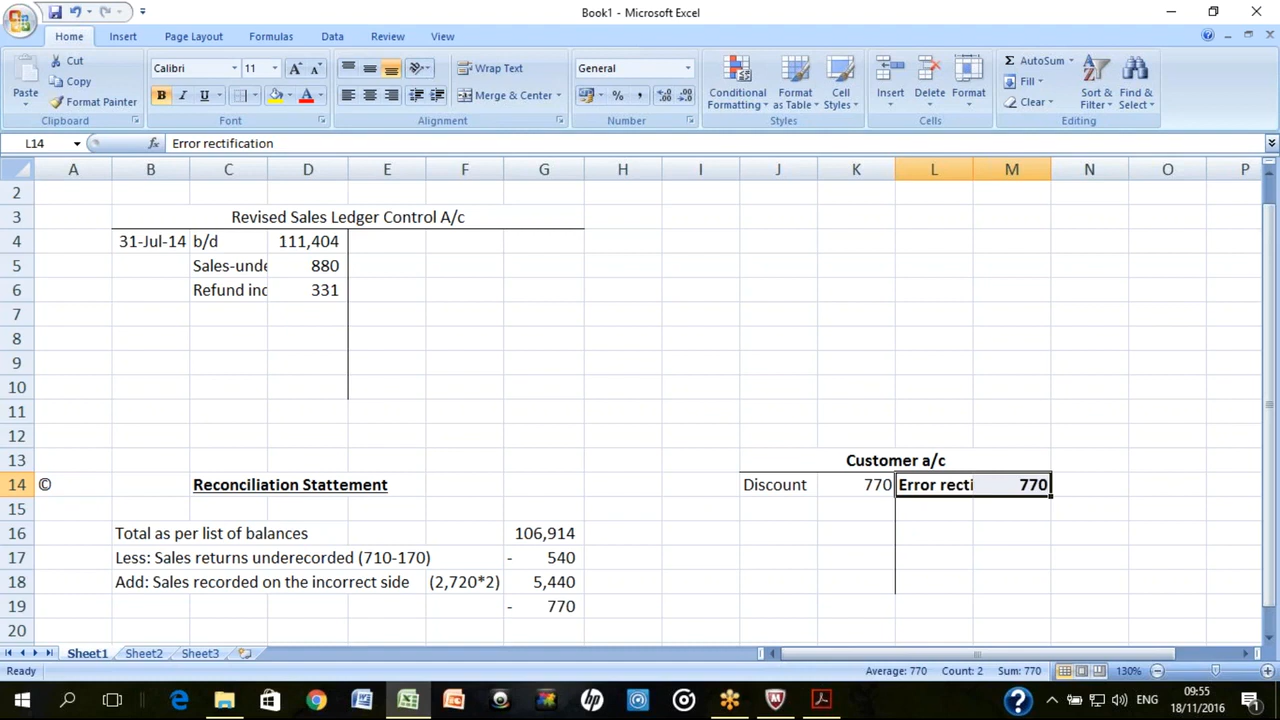 Book1 - Microsoft Excel
Home Insert Page Layout Formulas Data Review View
Paste Cut Calibri 11 Wrap Text General Conditional Formatting Format as Table Cell Styles Insert Delete Format AutoSum Sort & Filter Find & Select
Copy Fill
Format Painter B I U A Merge & Center % , Clear
Clipboard Font Alignment Number Styles Cells Editing
L14 fx Error rectification
A B C D E F G H I J K L M N O P
2
3 Revised Sales Ledger Control A/c
4 31-Jul-14 b/d 111,404
5 Sales-unde 880
6 Refund inc 331
7
8
9
10
11
12
13 Customer a/c
14 © Reconciliation Stattement Discount 770 Error recti 770
15
16 Total as per list of balances 106,914
17 Less: Sales returns underecorded (710-170) - 540
18 Add: Sales recorded on the incorrect side (2,720*2) 5,440
19 - 770
20
Sheet1 Sheet2 Sheet3
Ready Average: 770 Count: 2 Sum: 770 130%
hp ? ENG 09:55
18/11/2016